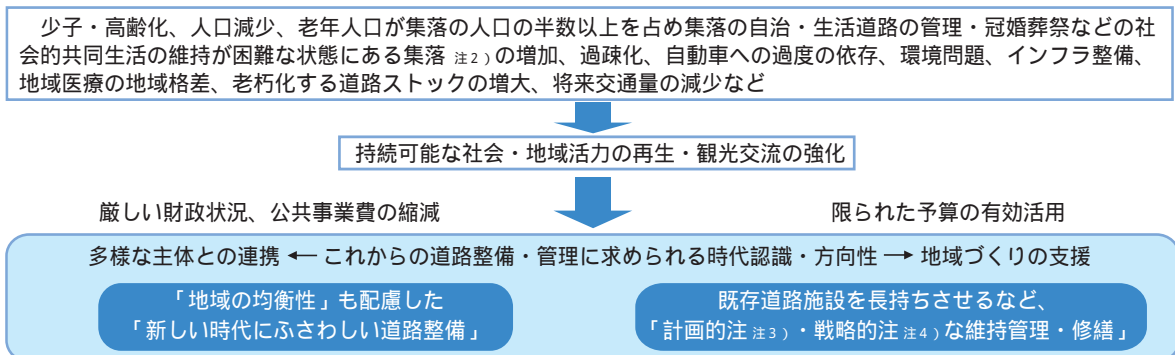 少子・高齢化、人口減少、老年人口が集落の人口の半数以上を占め集落の自治・生活道路の管理・冠婚葬祭などの社
会的共同生活の維持が困難な状態にある集落 注2）の増加、過疎化、自動車への過度の依存、環境問題、インフラ整備、
地域医療の地域格差、老朽化する道路ストックの増大、将来交通量の減少など
持続可能な社会・地域活力の再生・観光交流の強化
厳しい財政状況、公共事業費の縮減
限られた予算の有効活用
多様な主体との連携 ← これからの道路整備・管理に求められる時代認識・方向性 → 地域づくりの支援
「地域の均衡性」も配慮した
「新しい時代にふさわしい道路整備」
既存道路施設を長持ちさせるなど、
「計画的注 注3）・戦略的注 注4）な維持管理・修繕」